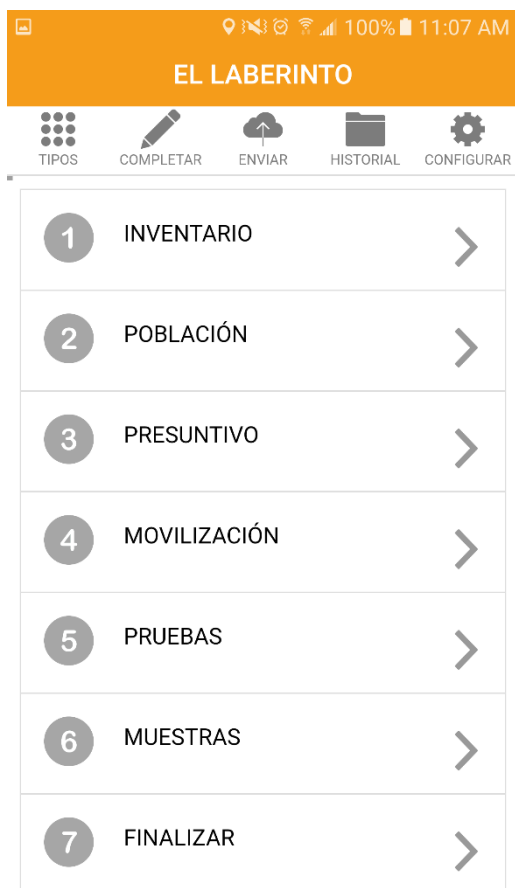 100% 11:07 AM
EL LABERINTO
TIPOS COMPLETAR ENVIAR HISTORIAL CONFIGURAR
1 INVENTARIO
2 POBLACIÓN
3 PRESUNTIVO
4 MOVILIZACIÓN
5 PRUEBAS
6 MUESTRAS
7 FINALIZAR